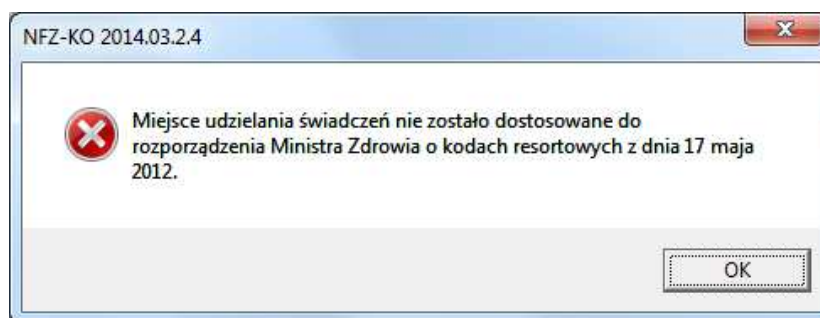 NFZ-KO 2014.03.2.4
Miejsce udzielania świadczeń nie zostało dostosowane do
rozporządzenia Ministra Zdrowia o kodach resortowych z dnia 17 maja
2012.
OK